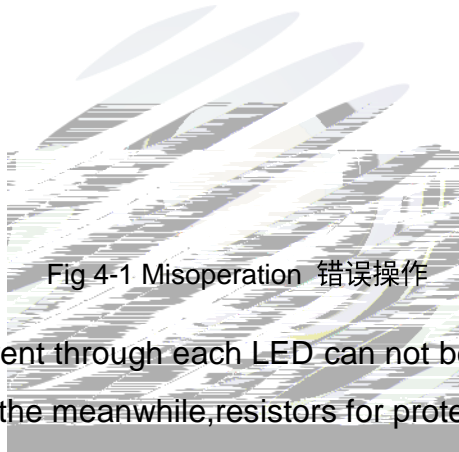 Fig 4-1 Misoperation 错误操作
ent through each LED can not be
the meanwhile,resistors for prote